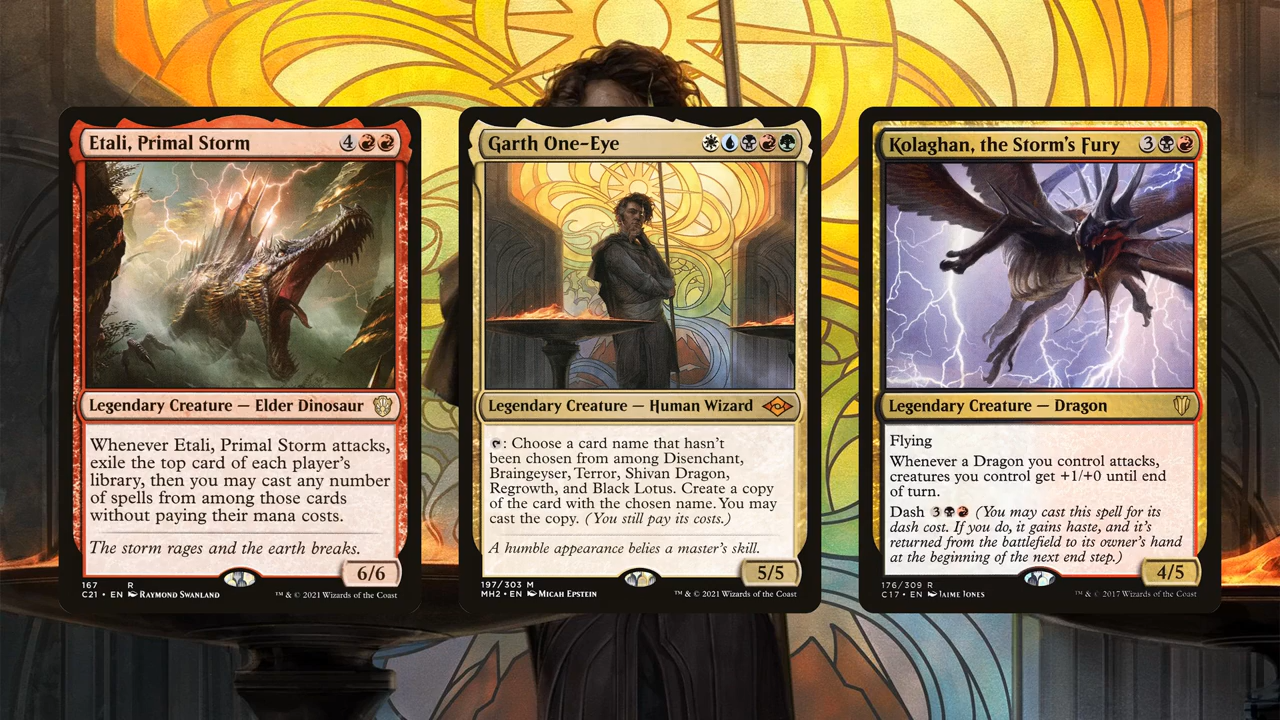 Etali, Primal Storm 4
Legendary Creature — Elder Dinosaur
Whenever Etali, Primal Storm attacks,
exile the top card of each player's
library, then you may cast any number
of spells from among those cards
without paying their mana costs.
The storm rages and the earth breaks.
6/6
167 R
C21 • EN RAYMOND SWANLAND ™ & © 2021 Wizards of the Coast
Garth One-Eye
Legendary Creature — Human Wizard
: Choose a card name that hasn't
been chosen from among Disenchant,
Braingeyser, Terror, Shivan Dragon,
Regrowth, and Black Lotus. Create a copy
of the card with the chosen name. You may
cast the copy. (You still pay its costs.)
A humble appearance belies a master's skill.
5/5
197/303 M
MH2 • EN MICAH EPSTEIN ™ & © 2021 Wizards of the Coast
Kolaghan, the Storm's Fury 3
Legendary Creature — Dragon
Flying
Whenever a Dragon you control attacks,
creatures you control get +1/+0 until end
of turn.
Dash 3 (You may cast this spell for its
dash cost. If you do, it gains haste, and it's
returned from the battlefield to its owner's hand
at the beginning of the next end step.)
4/5
176/309 R
C17 • EN JAIME JONES ™ & © 2017 Wizards of the Coast